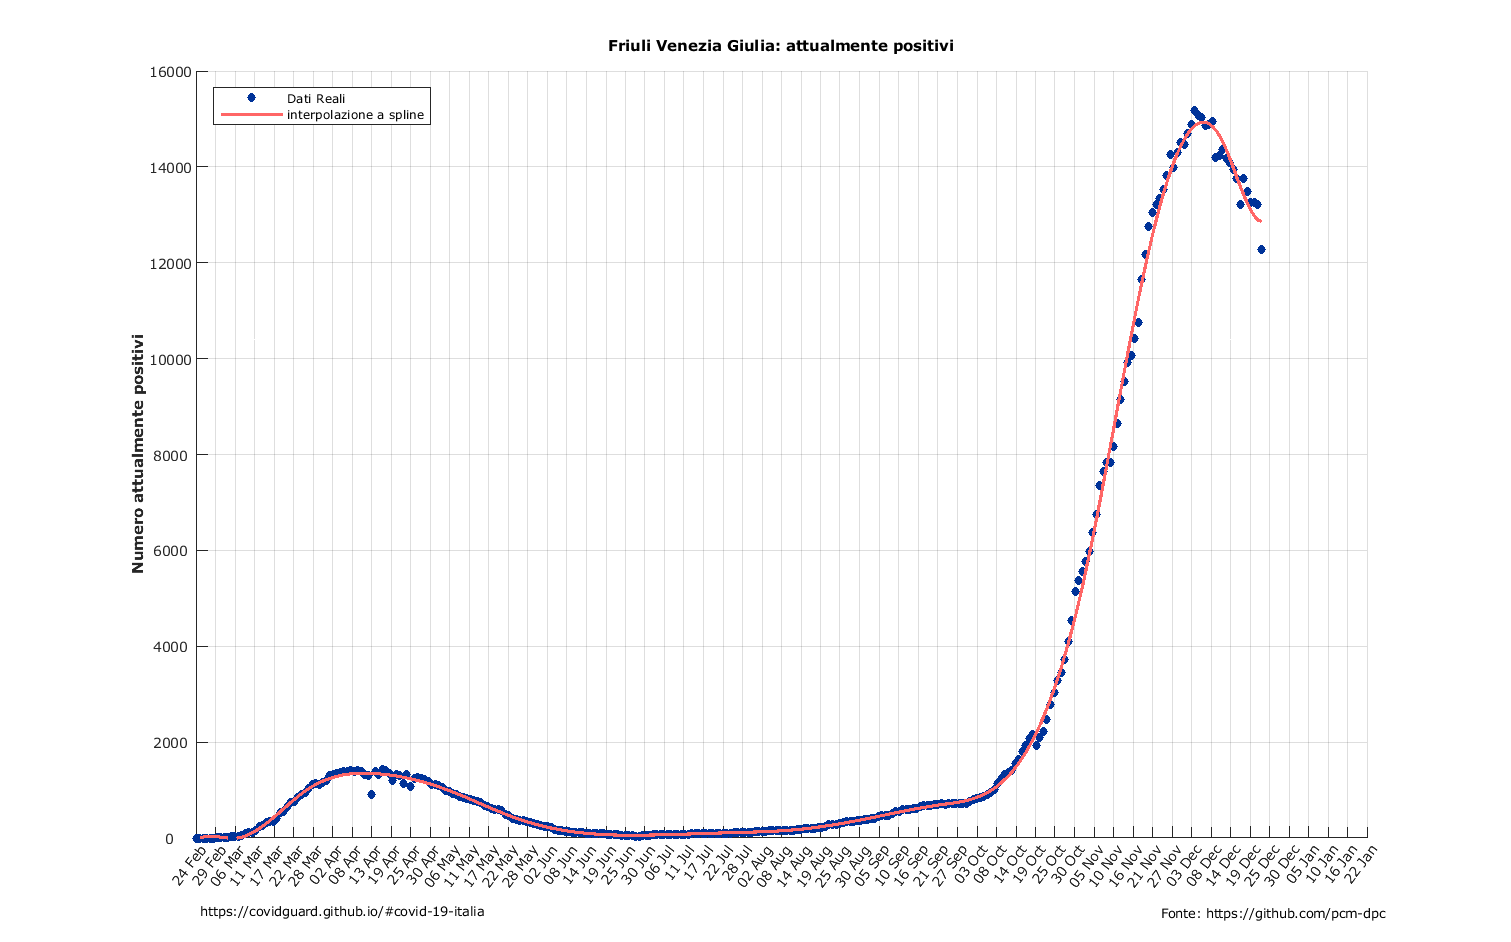 Friuli Venezia Giulia: attualmente positivi
16000
14000
12000
10000
8000
6000
4000
2000
0
Numero attualmente positivi
Dati Reali
interpolazione a spline
24 Feb
29 Feb
06 Mar
11 Mar
17 Mar
22 Mar
28 Mar
02 Apr
08 Apr
13 Apr
19 Apr
25 Apr
30 Apr
06 May
11 May
17 May
22 May
28 May
02 Jun
08 Jun
14 Jun
19 Jun
25 Jun
30 Jun
06 Jul
11 Jul
17 Jul
22 Jul
28 Jul
02 Aug
08 Aug
14 Aug
19 Aug
25 Aug
30 Aug
05 Sep
10 Sep
16 Sep
21 Sep
27 Sep
03 Oct
08 Oct
14 Oct
19 Oct
25 Oct
30 Oct
05 Nov
10 Nov
16 Nov
21 Nov
27 Nov
03 Dec
08 Dec
14 Dec
19 Dec
25 Dec
30 Dec
05 Jan
10 Jan
16 Jan
22 Jan
https://covidguard.github.io/#covid-19-italia
Fonte: https://github.com/pcm-dpc